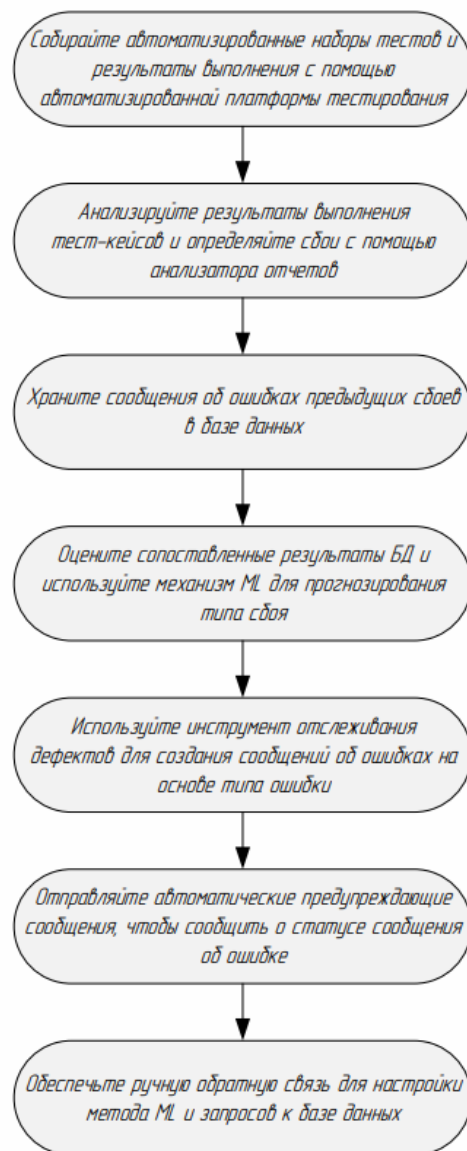 Собирайте автоматизированные наборы тестов и
результаты выполнения с помощью
автоматизированной платформы тестирования
Анализируйте результаты выполнения
тест-кейсов и определяйте сбои с помощью
анализатора отчетов
Храните сообщения об ошибках предыдущих сбоев
в базе данных
Оцените сопоставленные результаты БД и
используйте механизм ML для прогнозирования
типа сбоя
Используйте инструмент отслеживания
дефектов для создания сообщений об ошибках на
основе типа ошибки
Отправляйте автоматические предупреждающие
сообщения, чтобы сообщить о статусе сообщения
об ошибке
Обеспечьте ручную обратную связь для настройки
метода ML и запросов к базе данных